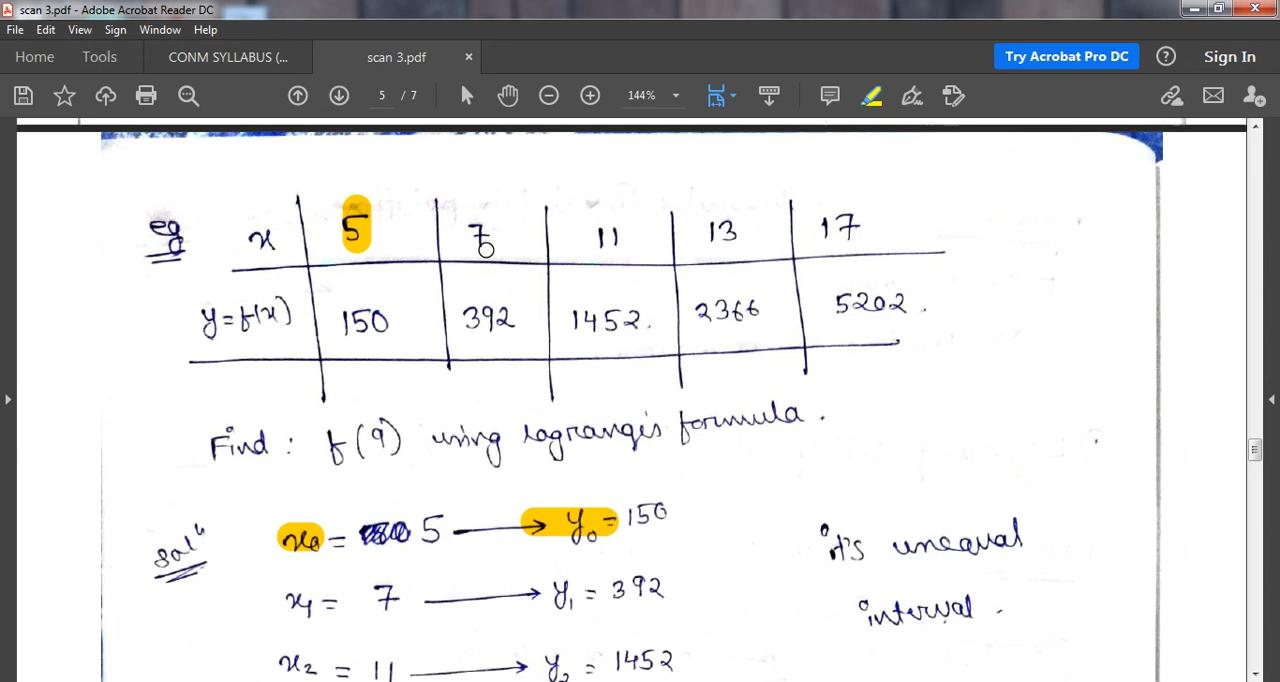 scan 3.pdf - Adobe Acrobat Reader DC
File Edit View Sign Window Help
Home Tools CONM SYLLABUS (... scan 3.pdf × Try Acrobat Pro DC ? Sign In
5 / 7 144%
eg x 5 7 11 13 17
y=f(x) 150 392 1452. 2366 5202.
Find : f(9) using lagrangis formula.
solⁿ x0 = 5 → y0 = 150
it's unequal
x1 = 7 → y1 = 392
interval.
x2 = 11 → y2 = 1452